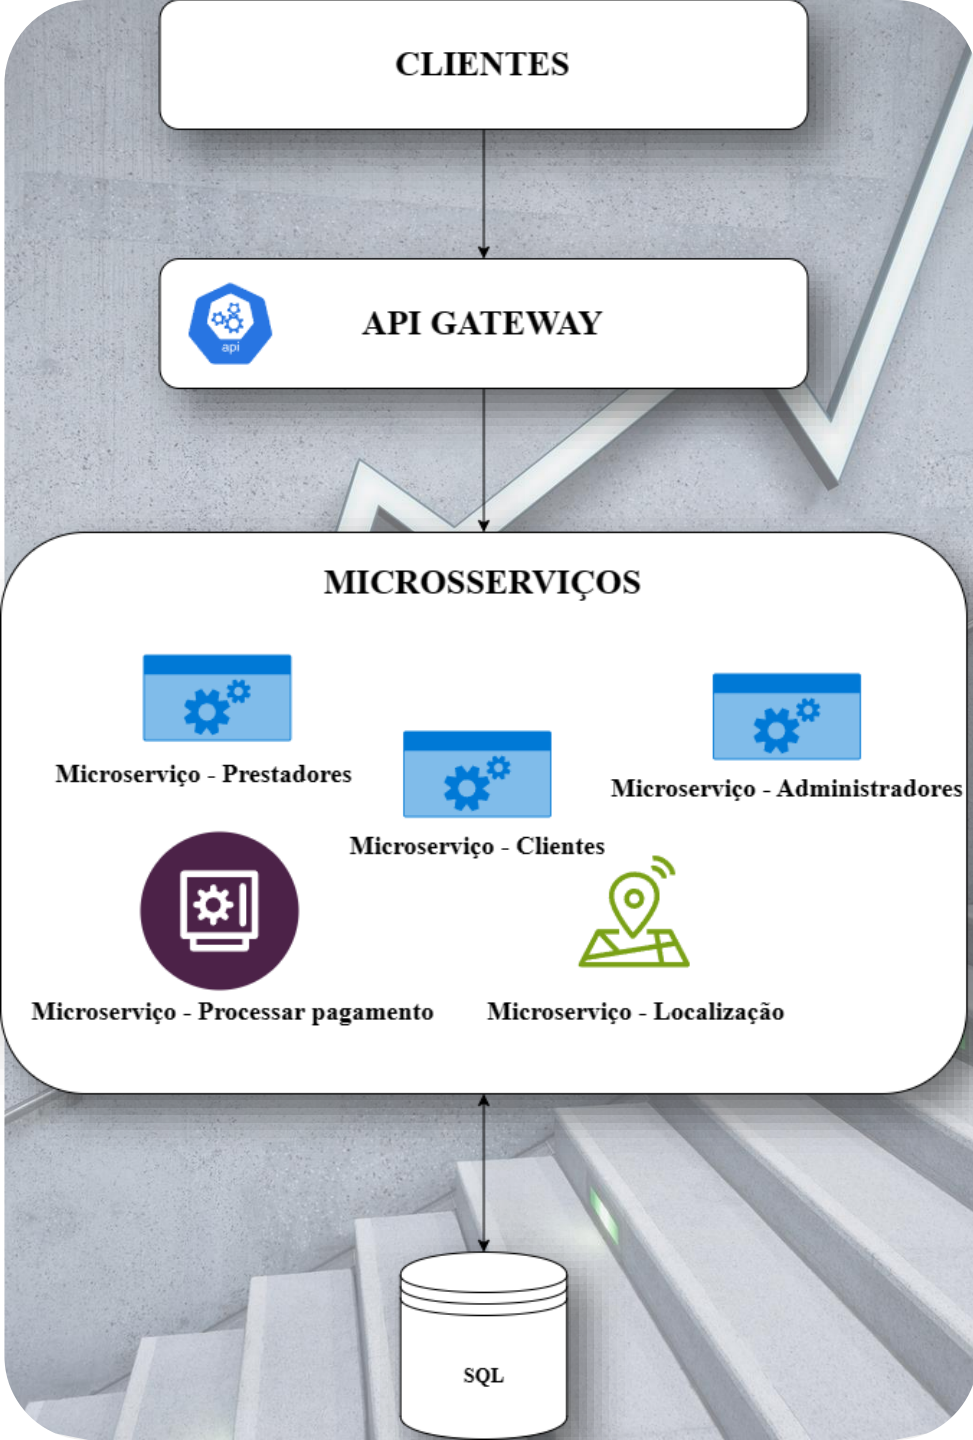 CLIENTES
api
API GATEWAY
MICROSSERVIÇOS
Microserviço - Prestadores
Microserviço - Administradores
Microserviço - Clientes
Microserviço - Processar pagamento
Microserviço - Localização
SQL